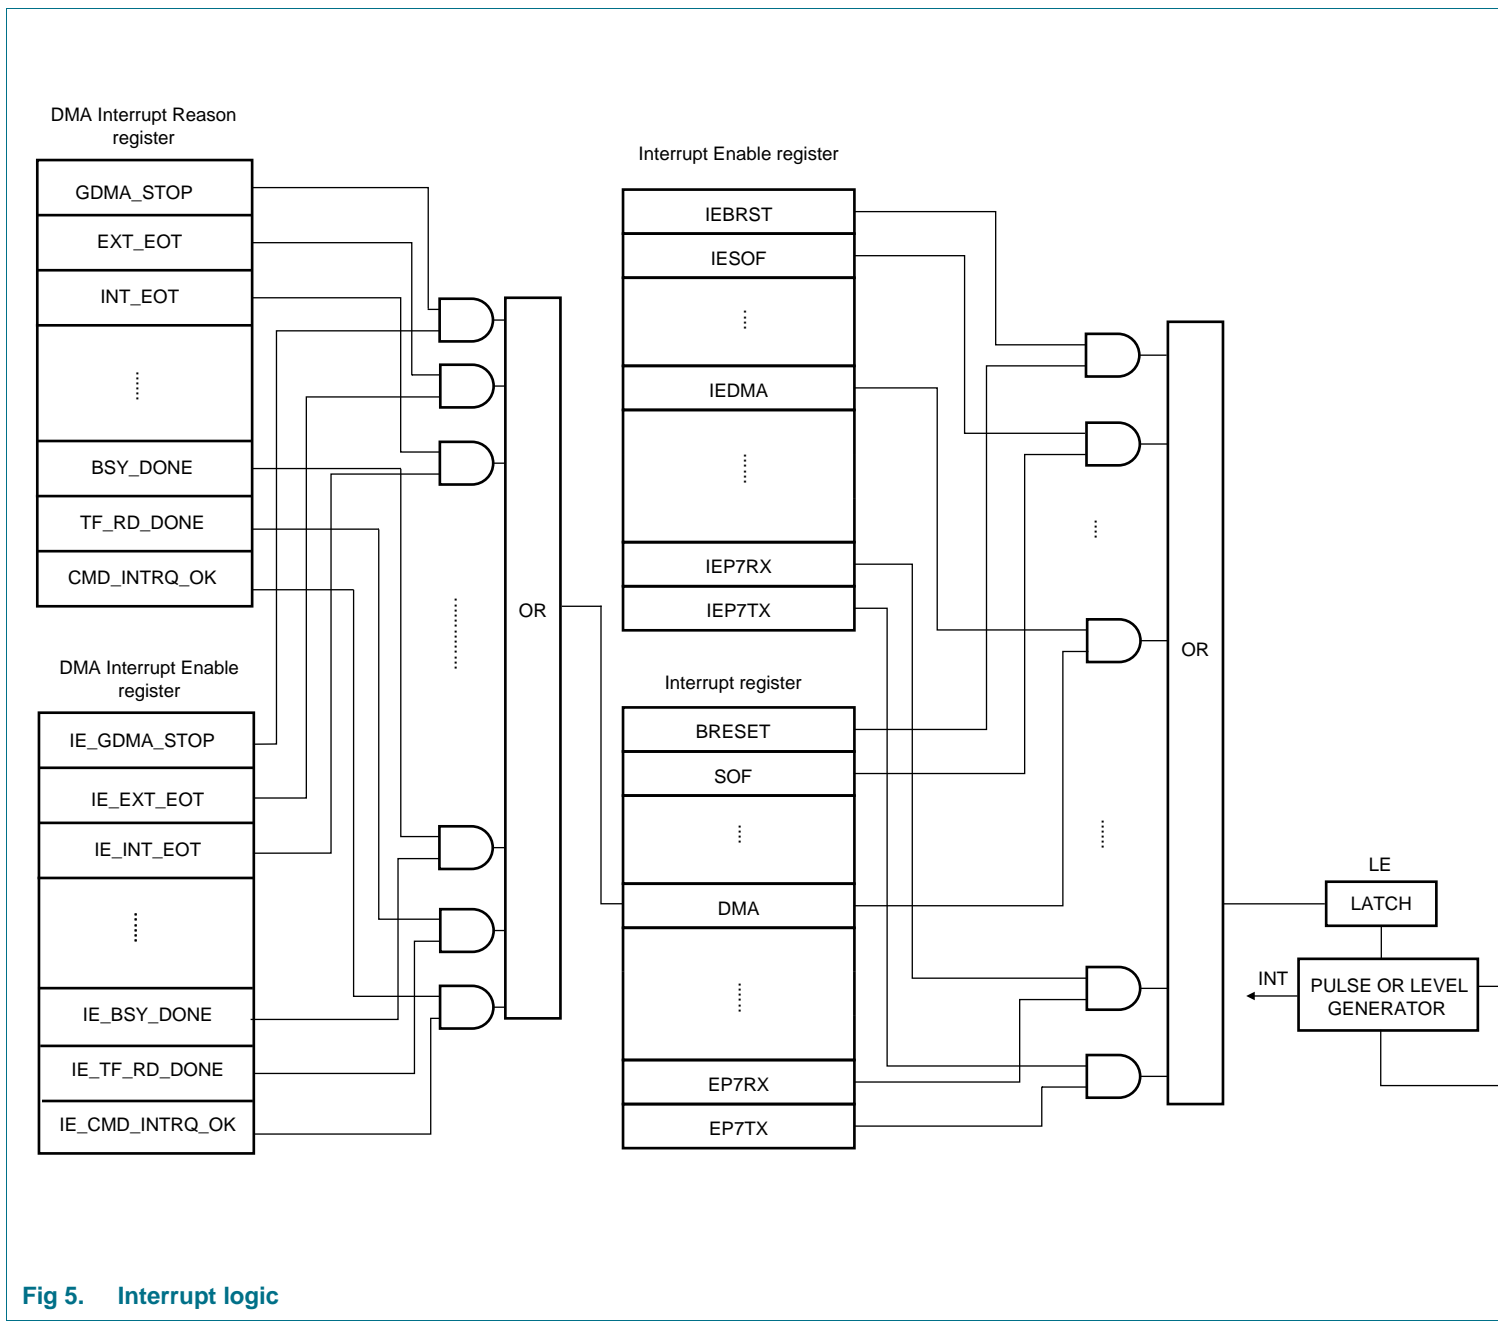 DMA Interrupt Reason
register
GDMA_STOP
EXT_EOT
INT_EOT
BSY_DONE
TF_RD_DONE
CMD_INTRQ_OK
DMA Interrupt Enable
register
IE_GDMA_STOP
IE_EXT_EOT
IE_INT_EOT
IE_BSY_DONE
IE_TF_RD_DONE
IE_CMD_INTRQ_OK
OR
Interrupt Enable register
IEBRST
IESOF
IEDMA
IEP7RX
IEP7TX
Interrupt register
BRESET
SOF
DMA
EP7RX
EP7TX
OR
LE
LATCH
INT
PULSE OR LEVEL
GENERATOR
Fig 5. Interrupt logic